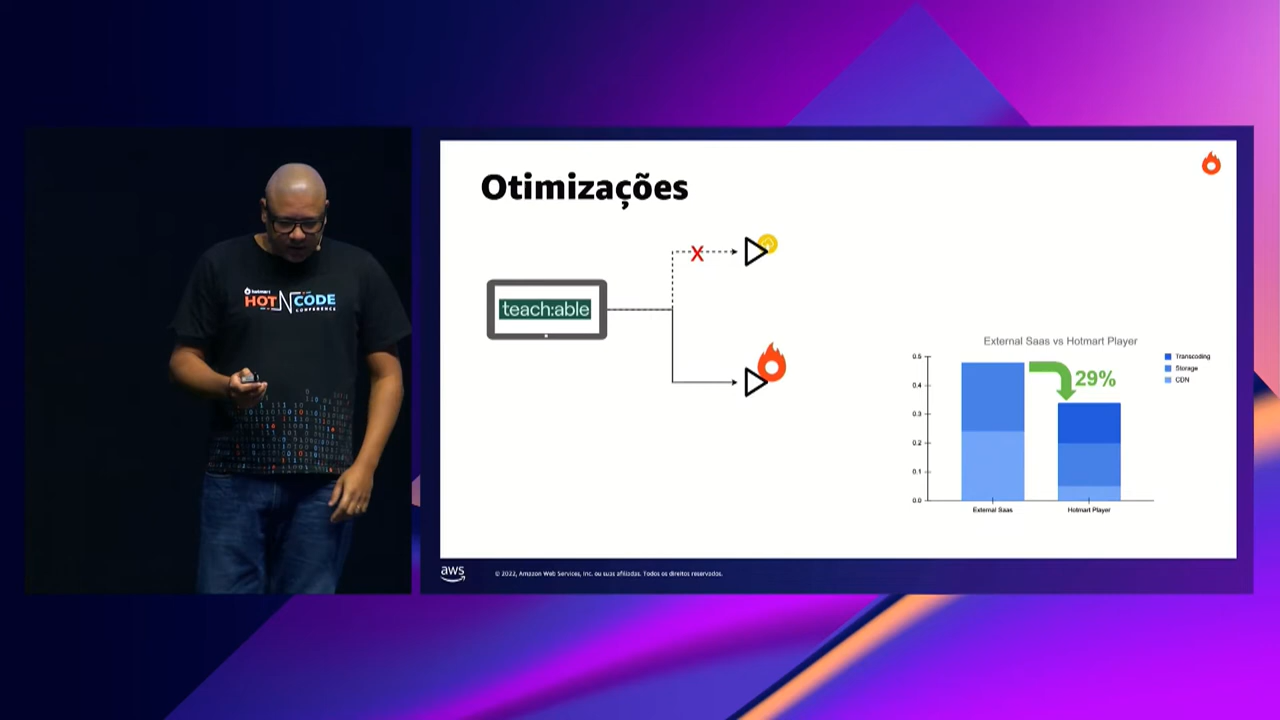 hotmart
HOT N CODE
CONFERENCE
Otimizações
X
teach:able
External Saas vs Hotmart Player
0.5
0.4
0.3
0.2
0.1
0.0
29%
Transcoding
Storage
CDN
External Saas
Hotmart Player
aws
© 2022, Amazon Web Services, Inc. ou suas afiliadas. Todos os direitos reservados.